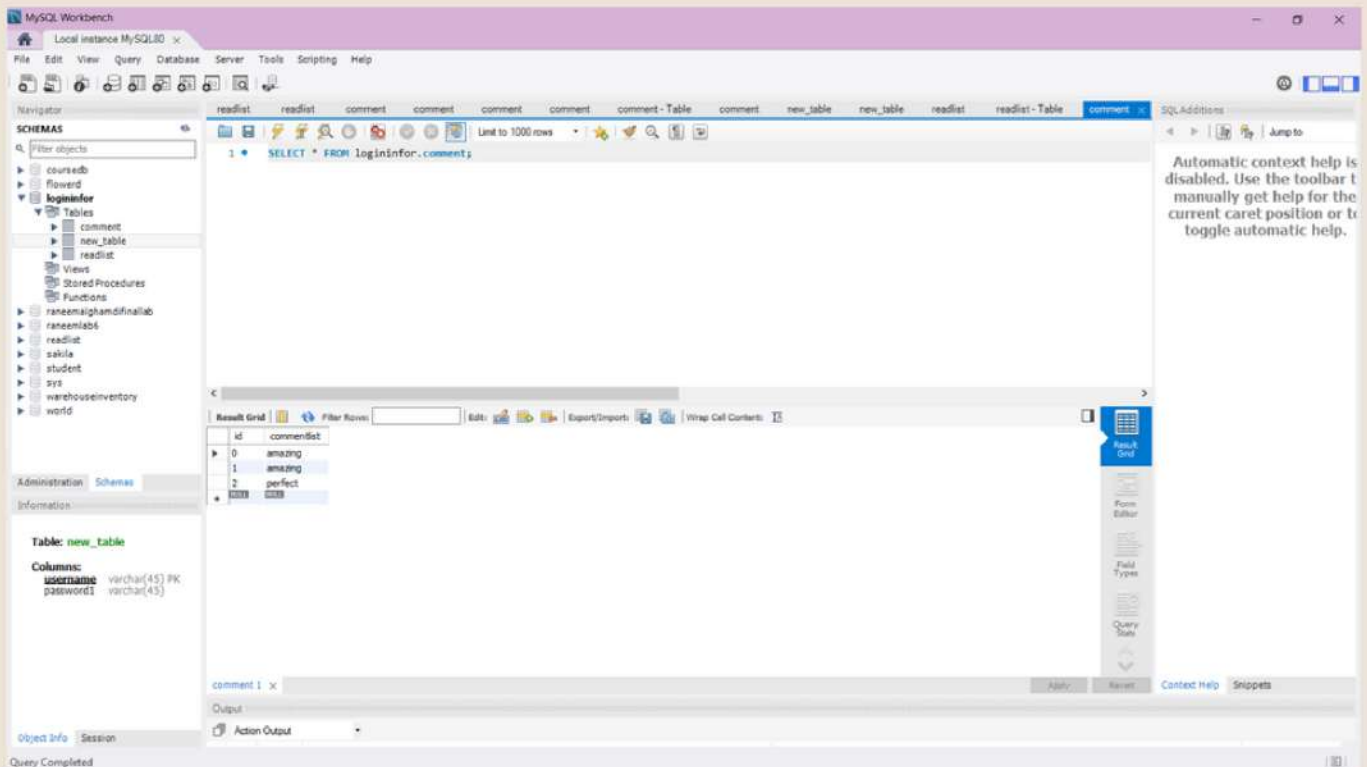 MySQL Workbench
Local instance MySQL80
File Edit View Query Database Server Tools Scripting Help
Navigator
SCHEMAS
Filter objects
coursedb
flowerd
logininfor
Tables
comment
new_table
readlist
Views
Stored Procedures
Functions
raneemalghamdifinallab
raneemlab6
readlist
sakila
student
sys
warehouseinventory
world
Administration Schemas
Information
Table: new_table
Columns:
username varchar(45) PK
password1 varchar(45)
Object Info Session
Query Completed
readlist readlist comment comment comment comment comment - Table comment new_table new_table readlist readlist - Table comment
Limit to 1000 rows
1 SELECT * FROM logininfor.comment;
Result Grid Filter Rows: Edit: Export/Import: Wrap Cell Content:
id commentlist
0 amazing
1 amazing
2 perfect
NULL NULL
Result Grid
Form Editor
Field Types
Query Stats
comment 1 Apply Revert
Output
Action Output
SQL Additions
Jump to
Automatic context help is
disabled. Use the toolbar t
manually get help for the
current caret position or to
toggle automatic help.
Context Help Snippets